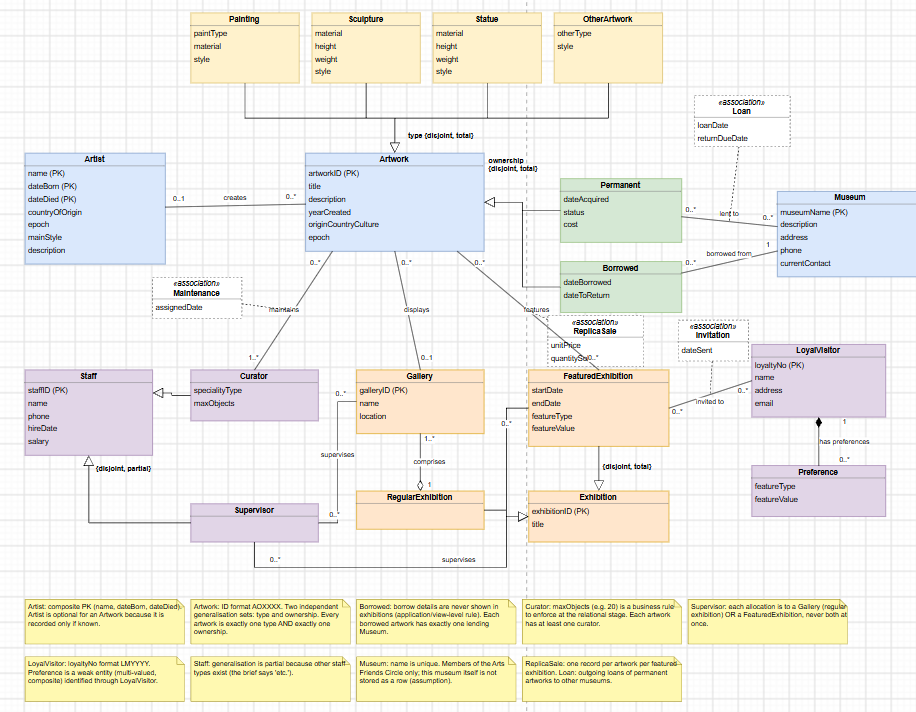 Painting
paintType
material
style
Sculpture
material
height
weight
style
Statue
material
height
weight
style
OtherArtwork
otherType
style
«association»
Loan
loanDate
returnDueDate
type {disjoint, total}
Artist
name (PK)
dateBorn (PK)
dateDied (PK)
countryOfOrigin
epoch
mainStyle
description
0..1
creates
0..*
Artwork
artworkID (PK)
title
description
yearCreated
originCountryCulture
epoch
ownership
{disjoint, total}
Permanent
dateAcquired
status
cost
0..*
lent to
0..*
Museum
museumName (PK)
description
address
phone
currentContact
1
borrowed from
0..*
Borrowed
dateBorrowed
dateToReturn
0..*
0..*
0..*
«association»
Maintenance
assignedDate
maintains
displays
features
«association»
ReplicaSale
unitPrice
quantitySol
0..*
«association»
Invitation
dateSent
1..*
0..1
Staff
staffID (PK)
name
phone
hireDate
salary
Curator
specialityType
maxObjects
0..*
Gallery
galleryID (PK)
name
location
FeaturedExhibition
startDate
endDate
featureType
featureValue
0..*
invited to
0..*
LoyalVisitor
loyaltyNo (PK)
name
address
email
0..*
1..*
1
has preferences
0..*
supervises
comprises
{disjoint, partial}
{disjoint, total}
1
Preference
featureType
featureValue
Supervisor
0..*
RegularExhibition
Exhibition
exhibitionID (PK)
title
0..*
supervises
Artist: composite PK (name, dateBorn, dateDied).
Artist is optional for an Artwork because it is
recorded only if known.
Artwork: ID format AOXXXX. Two independent
generalisation sets: type and ownership. Every
artwork is exactly one type AND exactly one
ownership.
Borrowed: borrow details are never shown in
exhibitions (application/view-level rule). Each
borrowed artwork has exactly one lending
Museum.
Curator: maxObjects (e.g. 20) is a business rule
to enforce at the relational stage. Each Artwork
has at least one curator.
Supervisor: each allocation is to a Gallery (regular
exhibition) OR a FeaturedExhibition, never both at
once.
LoyalVisitor: loyaltyNo format LMYYYY.
Preference is a weak entity (multi-valued,
composite) identified through LoyalVisitor.
Staff: generalisation is partial because other staff
types exist (the brief says 'etc.').
Museum: name is unique. Members of the Arts
Friends Circle only; this museum itself is not
stored as a row (assumption).
ReplicaSale: one record per artwork per featured
exhibition. Loan: outgoing loans of permanent
artworks to other museums.